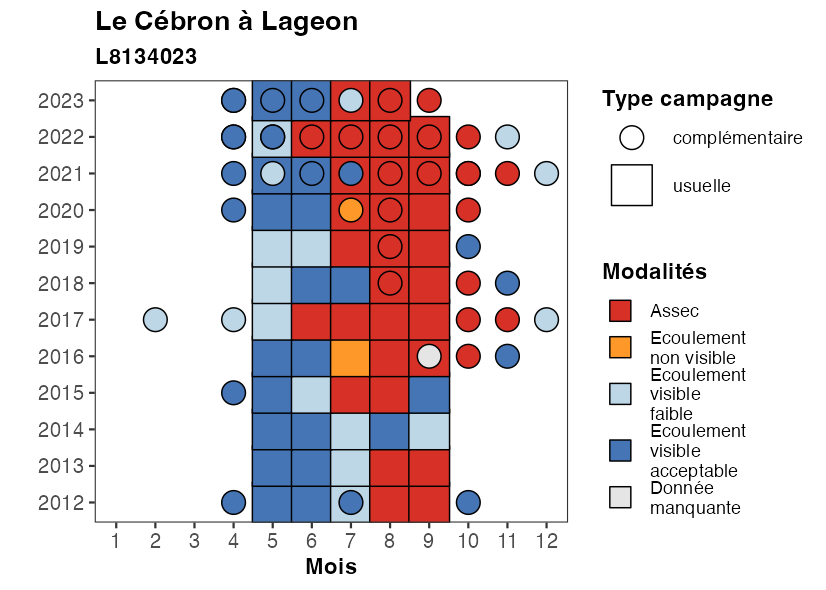 Le Cébron à Lageon
L8134023
2023
2022
2021
2020
2019
2018
2017
2016
2015
2014
2013
2012
1 2 3 4 5 6 7 8 9 10 11 12
Mois
Type campagne
complémentaire
usuelle
Modalités
Assec
Ecoulement
non visible
Ecoulement
visible
faible
Ecoulement
visible
acceptable
Donnée
manquante